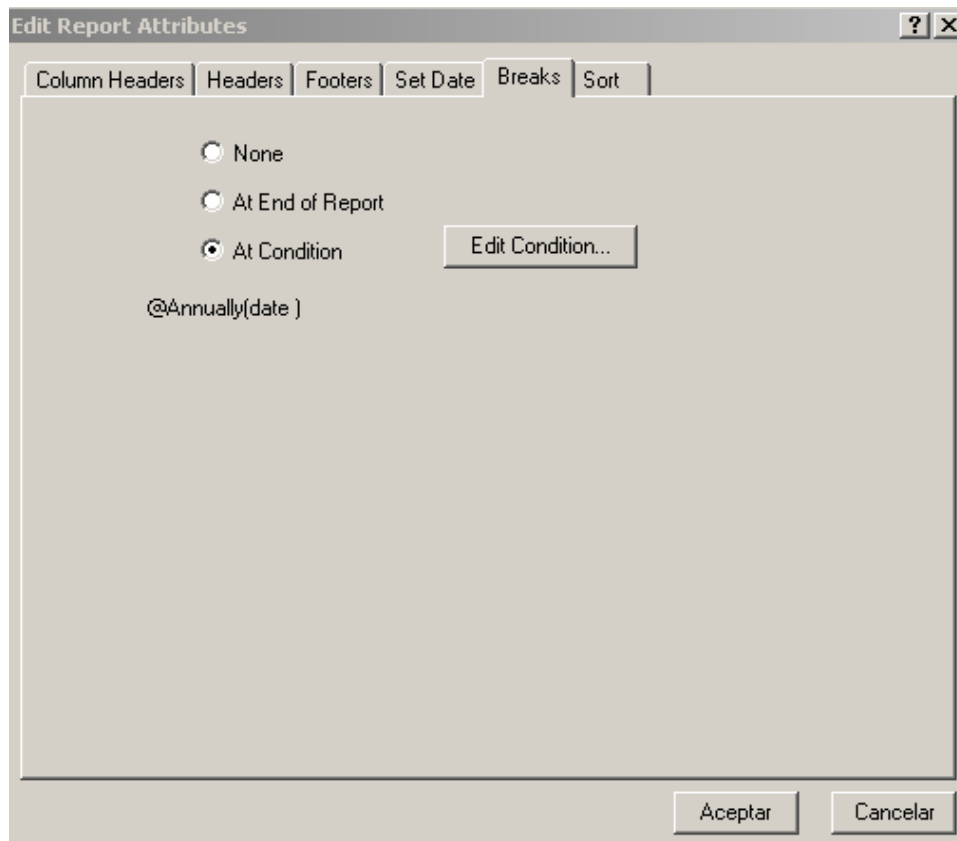 Edit Report Attributes
Column Headers Headers Footers Set Date Breaks Sort
None
At End of Report
At Condition Edit Condition...
@Annually(date )
Aceptar Cancelar